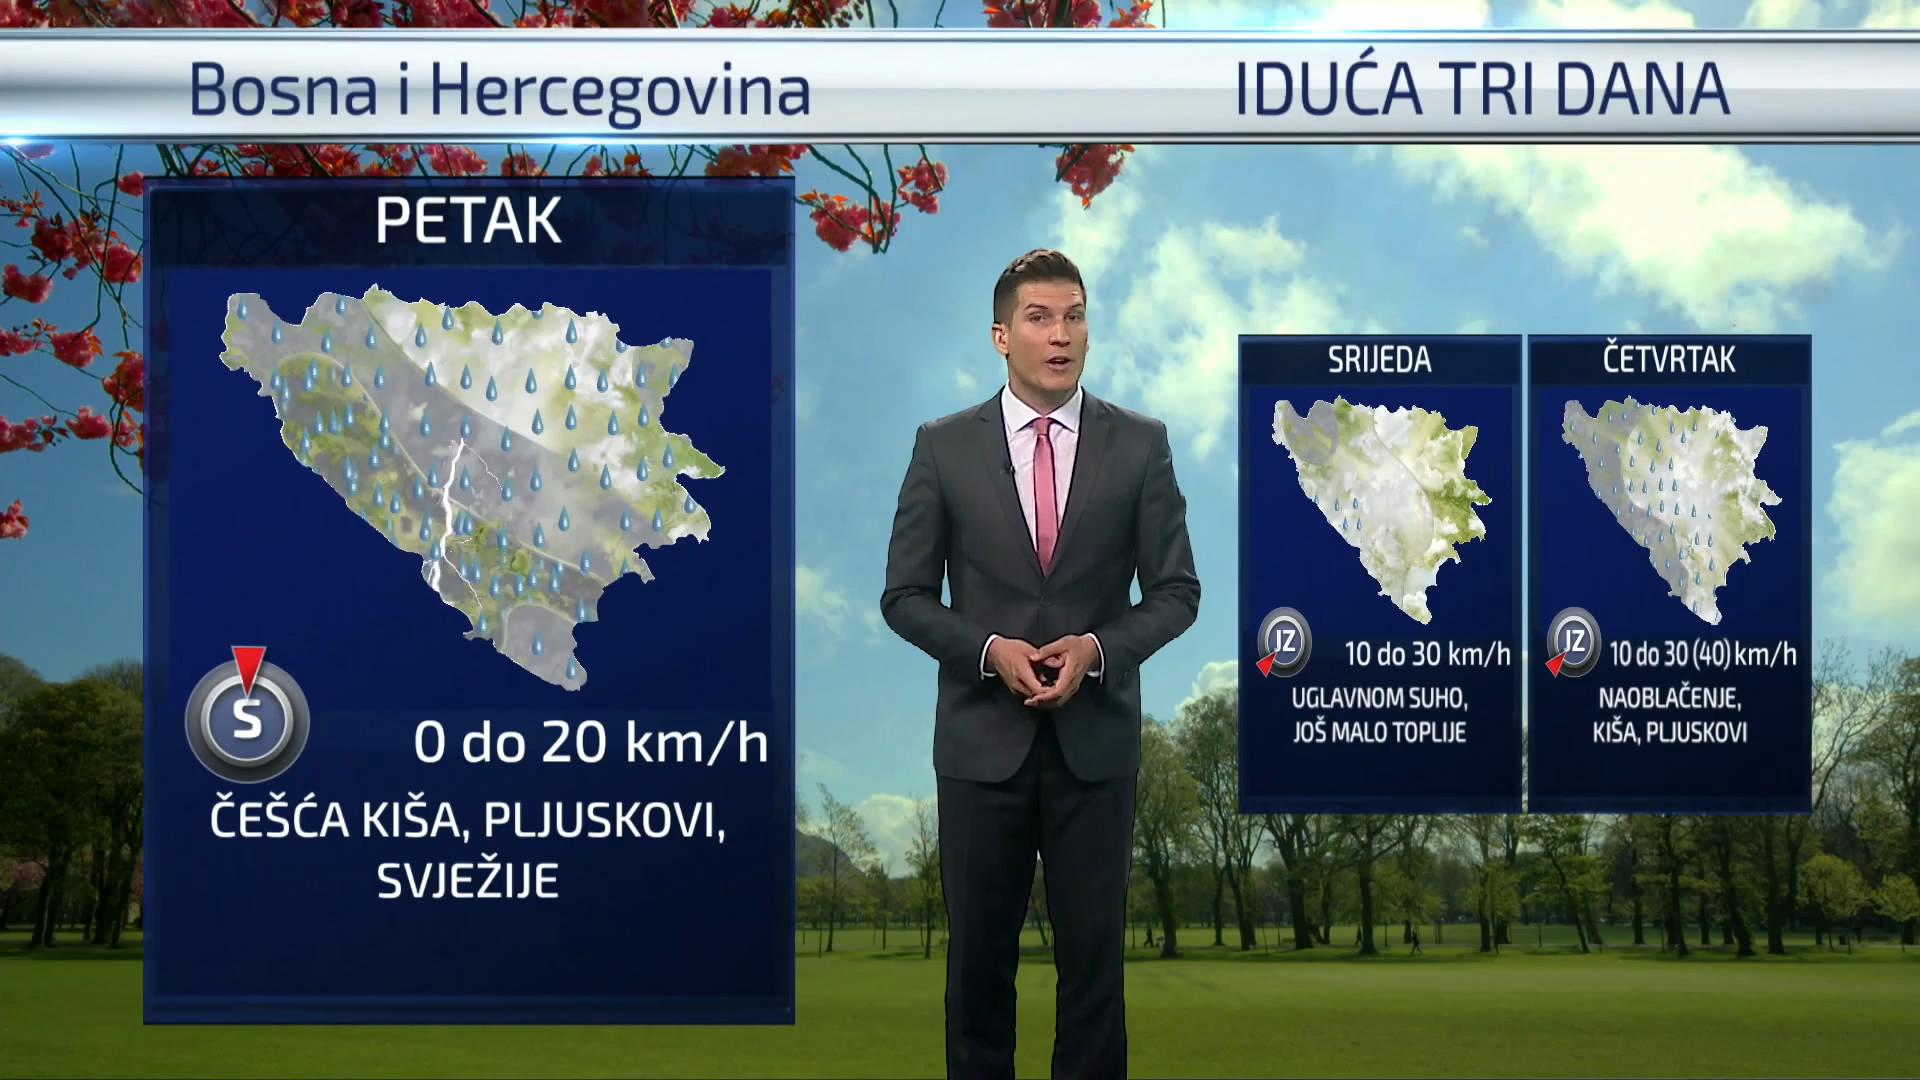 Bosna i Hercegovina
IDUĆA TRI DANA
PETAK
S
0 do 20 km/h
ČEŠĆA KIŠA, PLJUSKOVI,
SVJEŽIJE
SRIJEDA
JZ
10 do 30 km/h
UGLAVNOM SUHO,
JOŠ MALO TOPLIJE
ČETVRTAK
JZ
10 do 30 (40) km/h
NAOBLAČENJE,
KIŠA, PLJUSKOVI